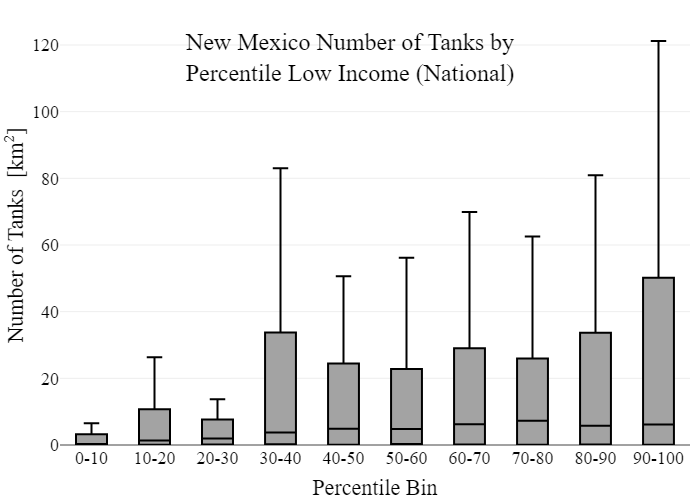 New Mexico Number of Tanks by
Percentile Low Income (National)
Number of Tanks [km²]
120
100
80
60
40
20
0
0-10 10-20 20-30 30-40 40-50 50-60 60-70 70-80 80-90 90-100
Percentile Bin